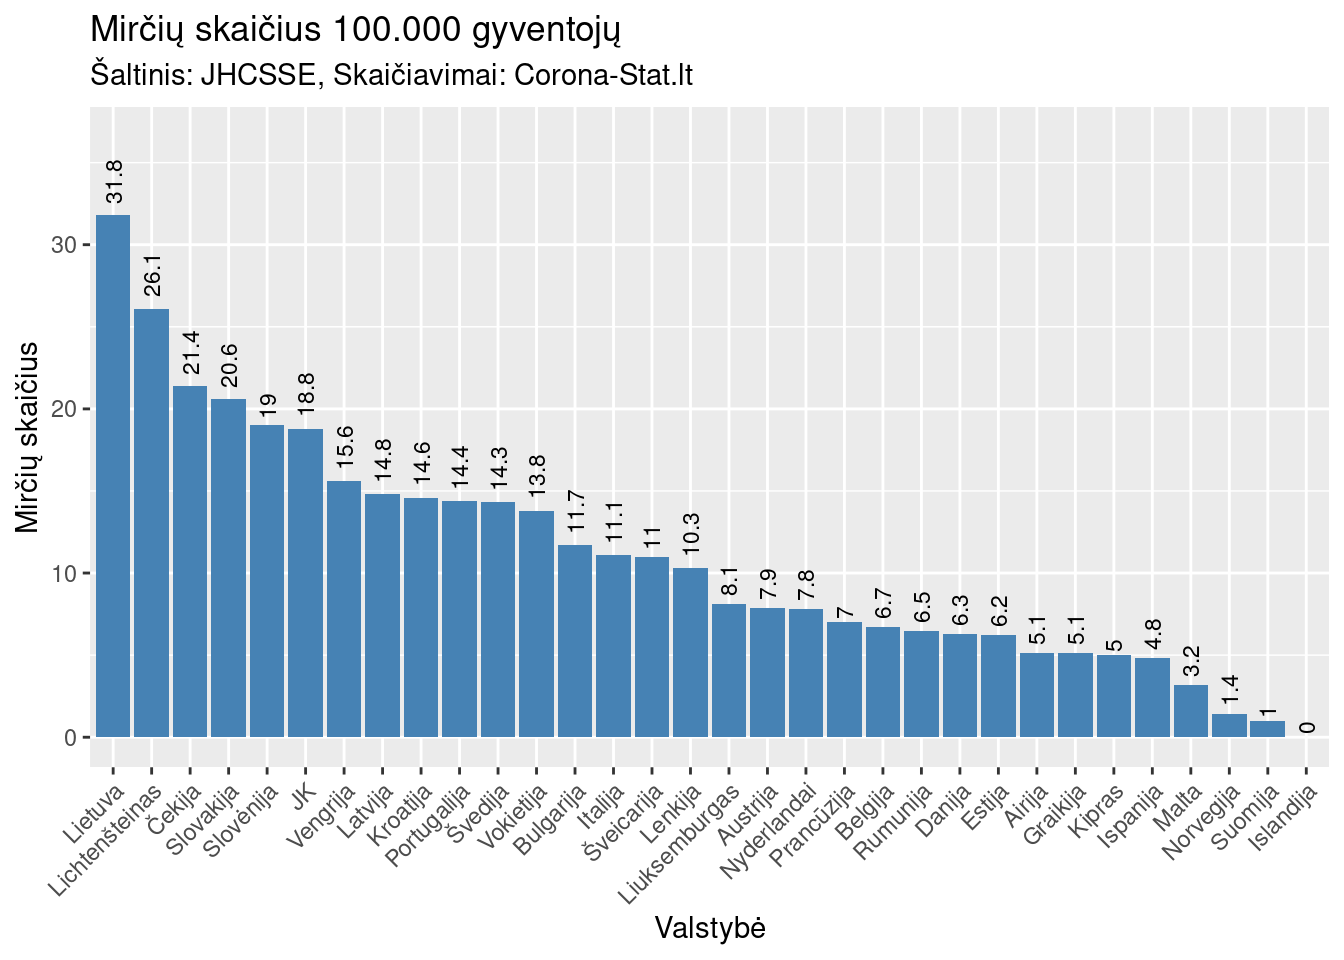 Mirčių skaičius 100.000 gyventojų
Šaltinis: JHCSSE, Skaičiavimai: Corona-Stat.lt
Mirčių skaičius
30
20
10
0
31.8
26.1
21.4
20.6
19
18.8
15.6
14.8
14.6
14.4
14.3
13.8
11.7
11.1
11
10.3
8.1
7.9
7.8
7
6.7
6.5
6.3
6.2
5.1
5.1
5
4.8
3.2
1.4
1
0
Lietuva
Lichtenšteinas
Čekija
Slovakija
Slovėnija
JK
Vengrija
Latvija
Kroatija
Portugalija
Švedija
Vokietija
Bulgarija
Italija
Šveicarija
Lenkija
Liuksemburgas
Austrija
Nyderlandai
Prancūzija
Belgija
Rumunija
Danija
Estija
Airija
Graikija
Kipras
Ispanija
Malta
Norvegija
Suomija
Islandija
Valstybė